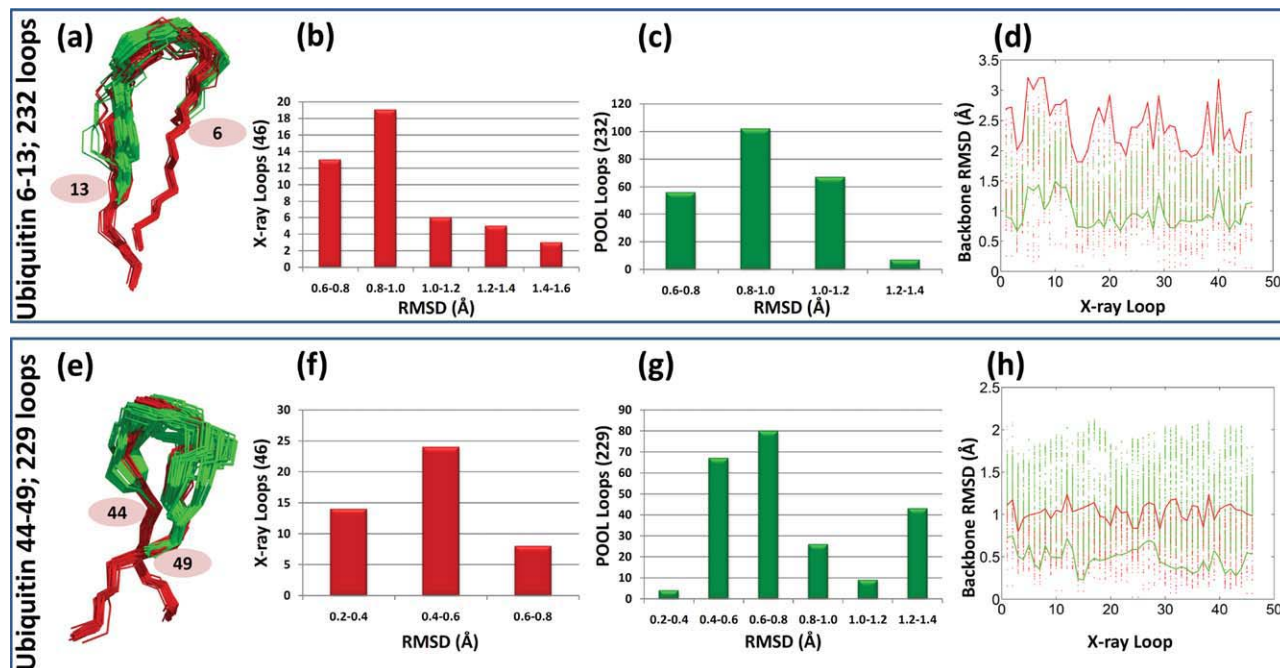 Ubiquitin 6-13; 232 loops
(a)
6
13
(b)
X-ray Loops (46)
20
18
16
14
12
10
8
6
4
2
0
0.6-0.8 0.8-1.0 1.0-1.2 1.2-1.4 1.4-1.6
RMSD (Å)
(c)
POOL Loops (232)
120
100
80
60
40
20
0
0.6-0.8 0.8-1.0 1.0-1.2 1.2-1.4
RMSD (Å)
(d)
Backbone RMSD (Å)
3.5
3
2.5
2
1.5
1
0.5
0
0 10 20 30 40 50
X-ray Loop
Ubiquitin 44-49; 229 loops
(e)
44
49
(f)
X-ray Loops (46)
30
25
20
15
10
5
0
0.2-0.4 0.4-0.6 0.6-0.8
RMSD (Å)
(g)
POOL Loops (229)
90
80
70
60
50
40
30
20
10
0
0.2-0.4 0.4-0.6 0.6-0.8 0.8-1.0 1.0-1.2 1.2-1.4
RMSD (Å)
(h)
Backbone RMSD (Å)
2.5
2
1.5
1
0.5
0
0 10 20 30 40 50
X-ray Loop